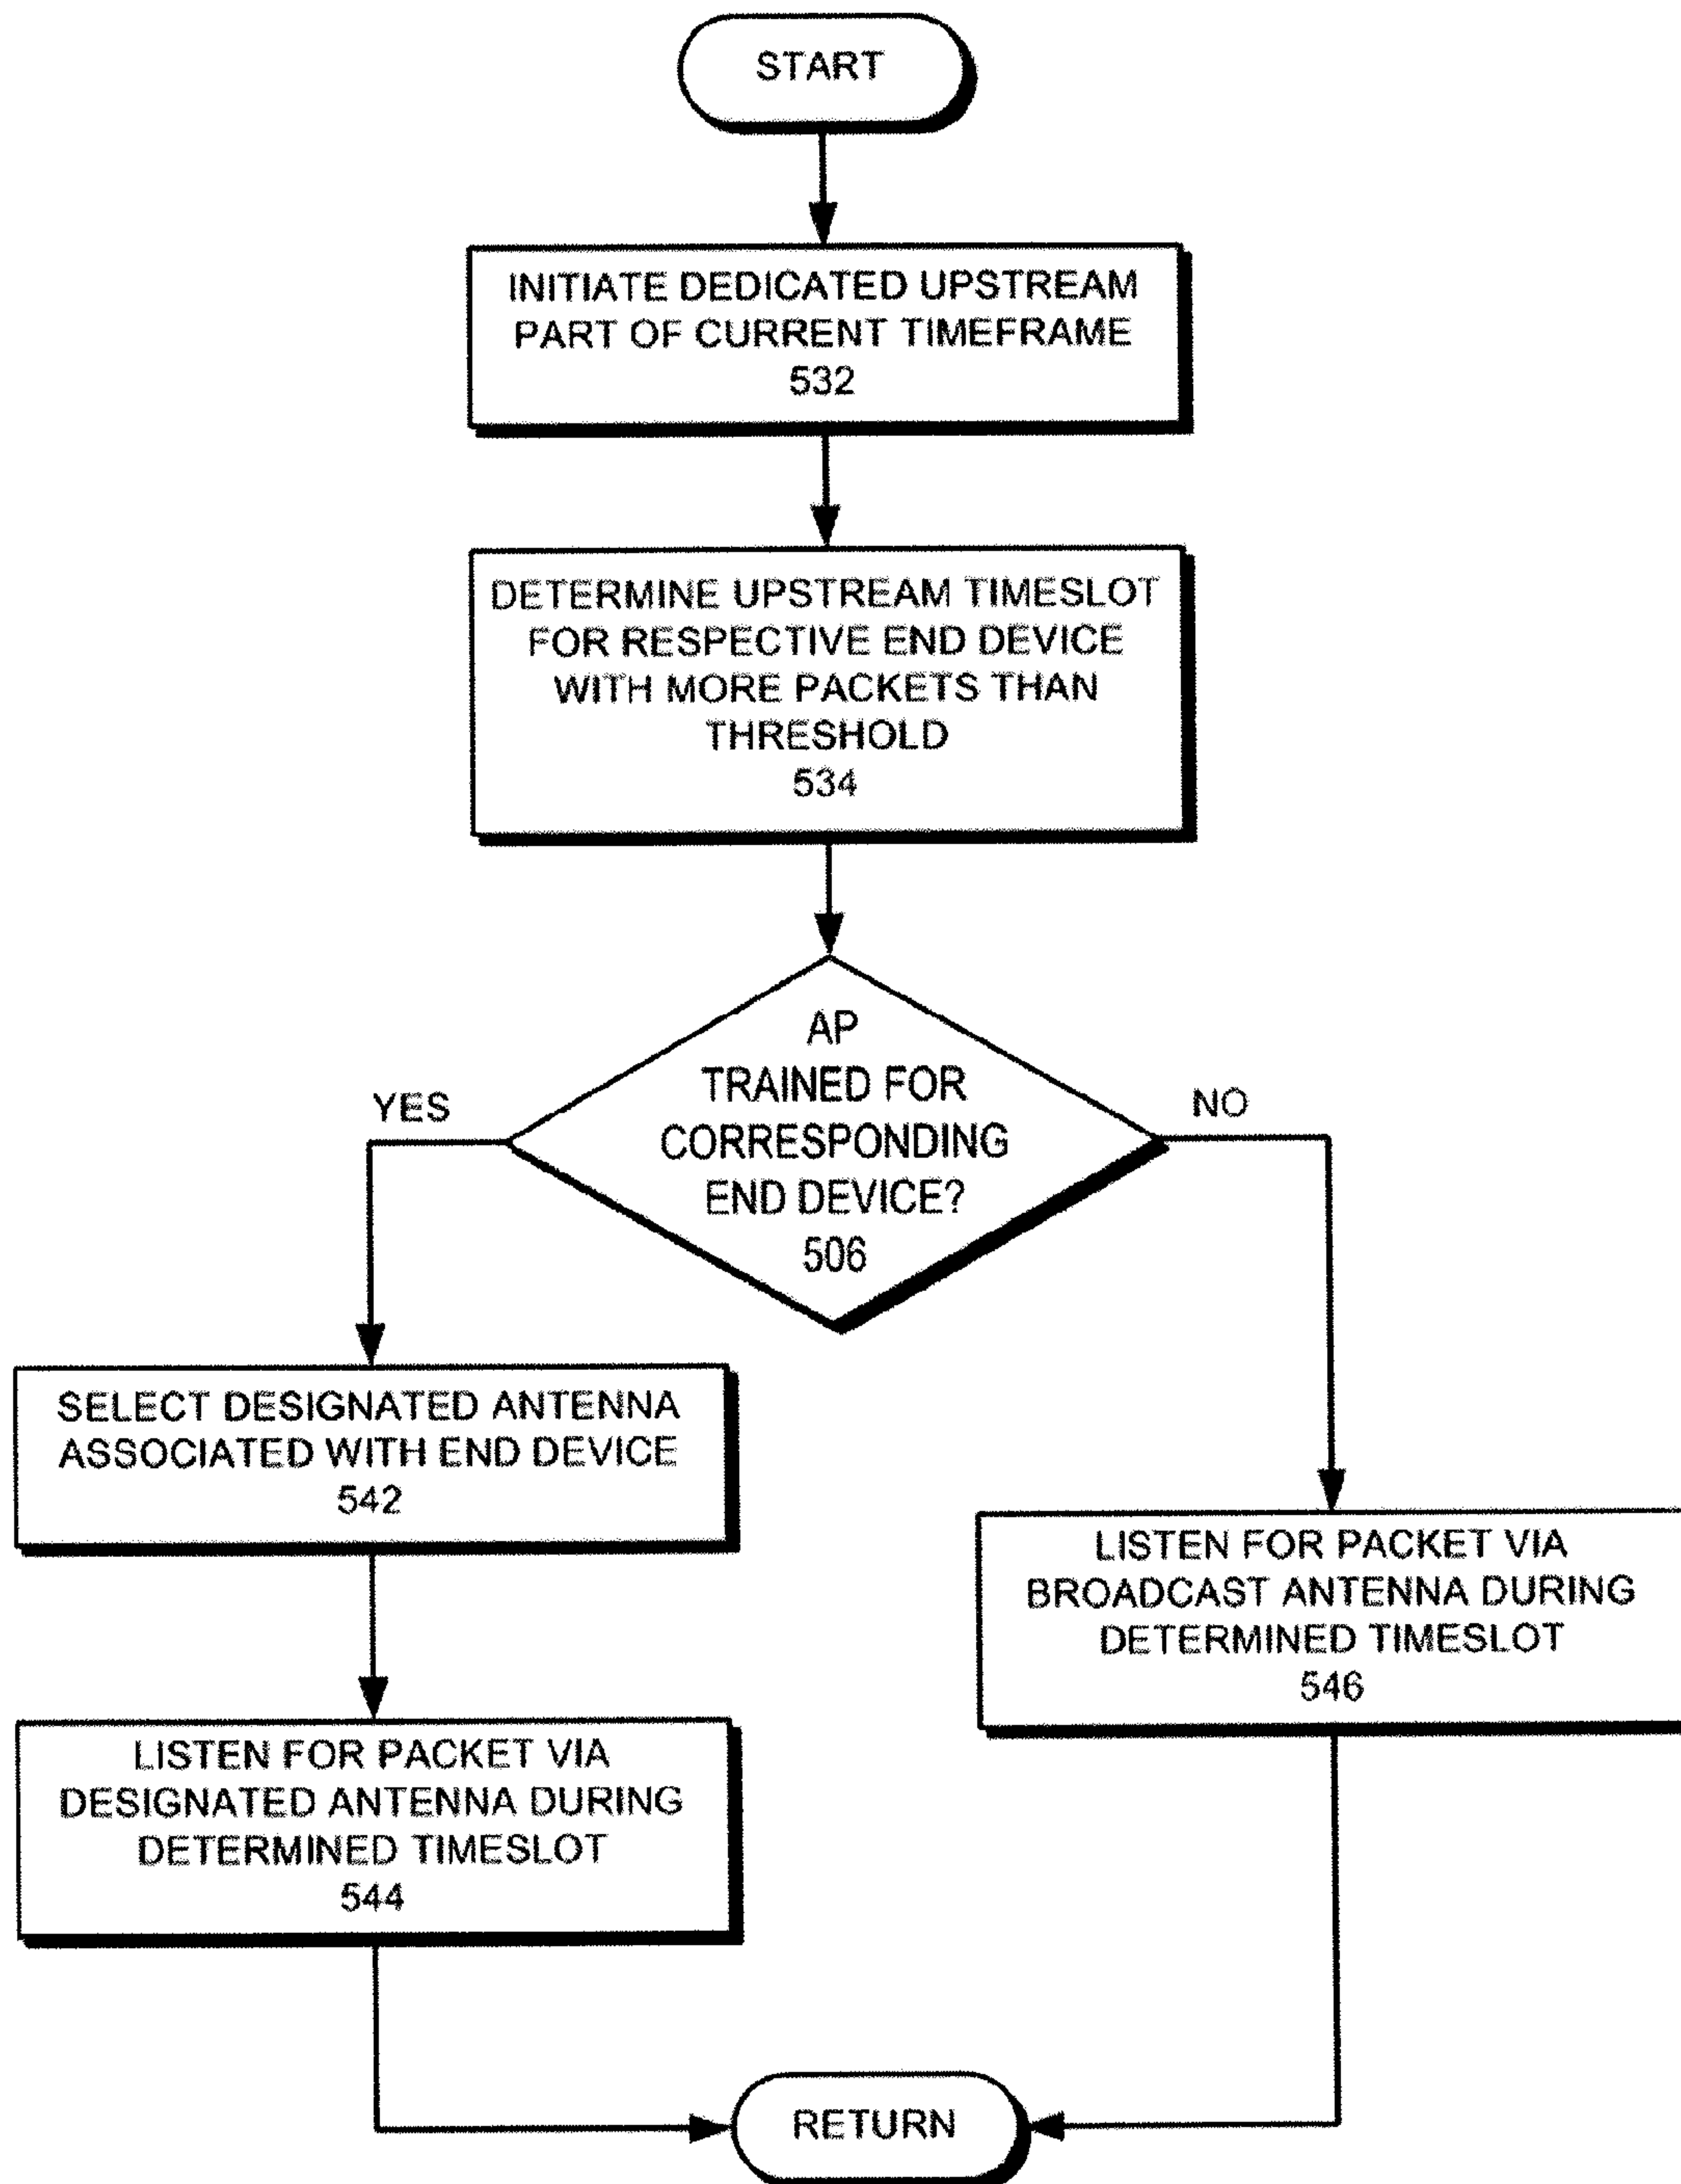 START
INITIATE DEDICATED UPSTREAM
PART OF CURRENT TIMEFRAME
532
DETERMINE UPSTREAM TIMESLOT
FOR RESPECTIVE END DEVICE
WITH MORE PACKETS THAN
THRESHOLD
534
AP
TRAINED FOR
CORRESPONDING
END DEVICE?
506
YES
NO
SELECT DESIGNATED ANTENNA
ASSOCIATED WITH END DEVICE
542
LISTEN FOR PACKET VIA
BROADCAST ANTENNA DURING
DETERMINED TIMESLOT
546
LISTEN FOR PACKET VIA
DESIGNATED ANTENNA DURING
DETERMINED TIMESLOT
544
RETURN